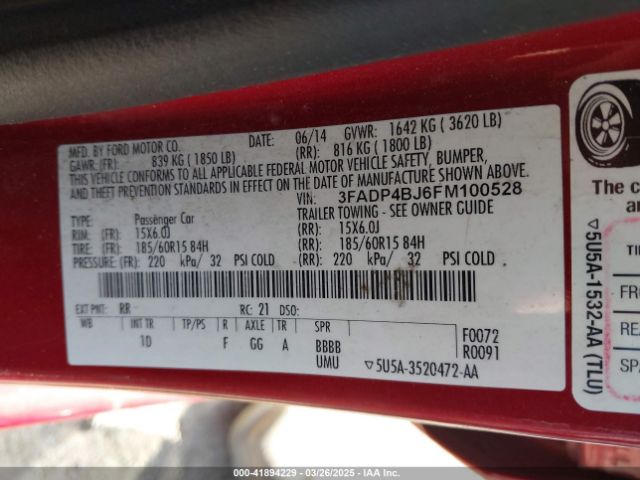 MFD. BY FORD MOTOR CO. DATE: 06/14 GVWR: 1642 KG ( 3620 LB)
GAWR: (FR): 839 KG ( 1850 LB) (RR): 816 KG ( 1800 LB)
THIS VEHICLE CONFORMS TO ALL APPLICABLE FEDERAL MOTOR VEHICLE SAFETY, BUMPER,
AND THEFT PREVENTION STANDARDS IN EFFECT ON THE DATE OF MANUFACTURE SHOWN ABOVE.
VIN: 3FADP4BJ6FM100528
TYPE: Passenger Car TRAILER TOWING - SEE OWNER GUIDE
RIM: (FR): 15X6.0J (RR): 15X6.0J
TIRE: (FR): 185/60R15 84H (RR): 185/60R15 84H
PRESSURE: (FR): 220 kPa/ 32 PSI COLD (RR): 220 kPa/ 32 PSI COLD
EXT PNT: RR RC: 21 DSO:
WB INT TR TP/PS R AXLE TR SPR
1D F GG A BBBB
UMU
F0072
R0091
▽5U5A-3520472-AA
The c
an
TI
FRO
REA
SPA
▽5U5A-1532-AA (TLU)
000-41894229 - 03/26/2025 - IAA Inc.